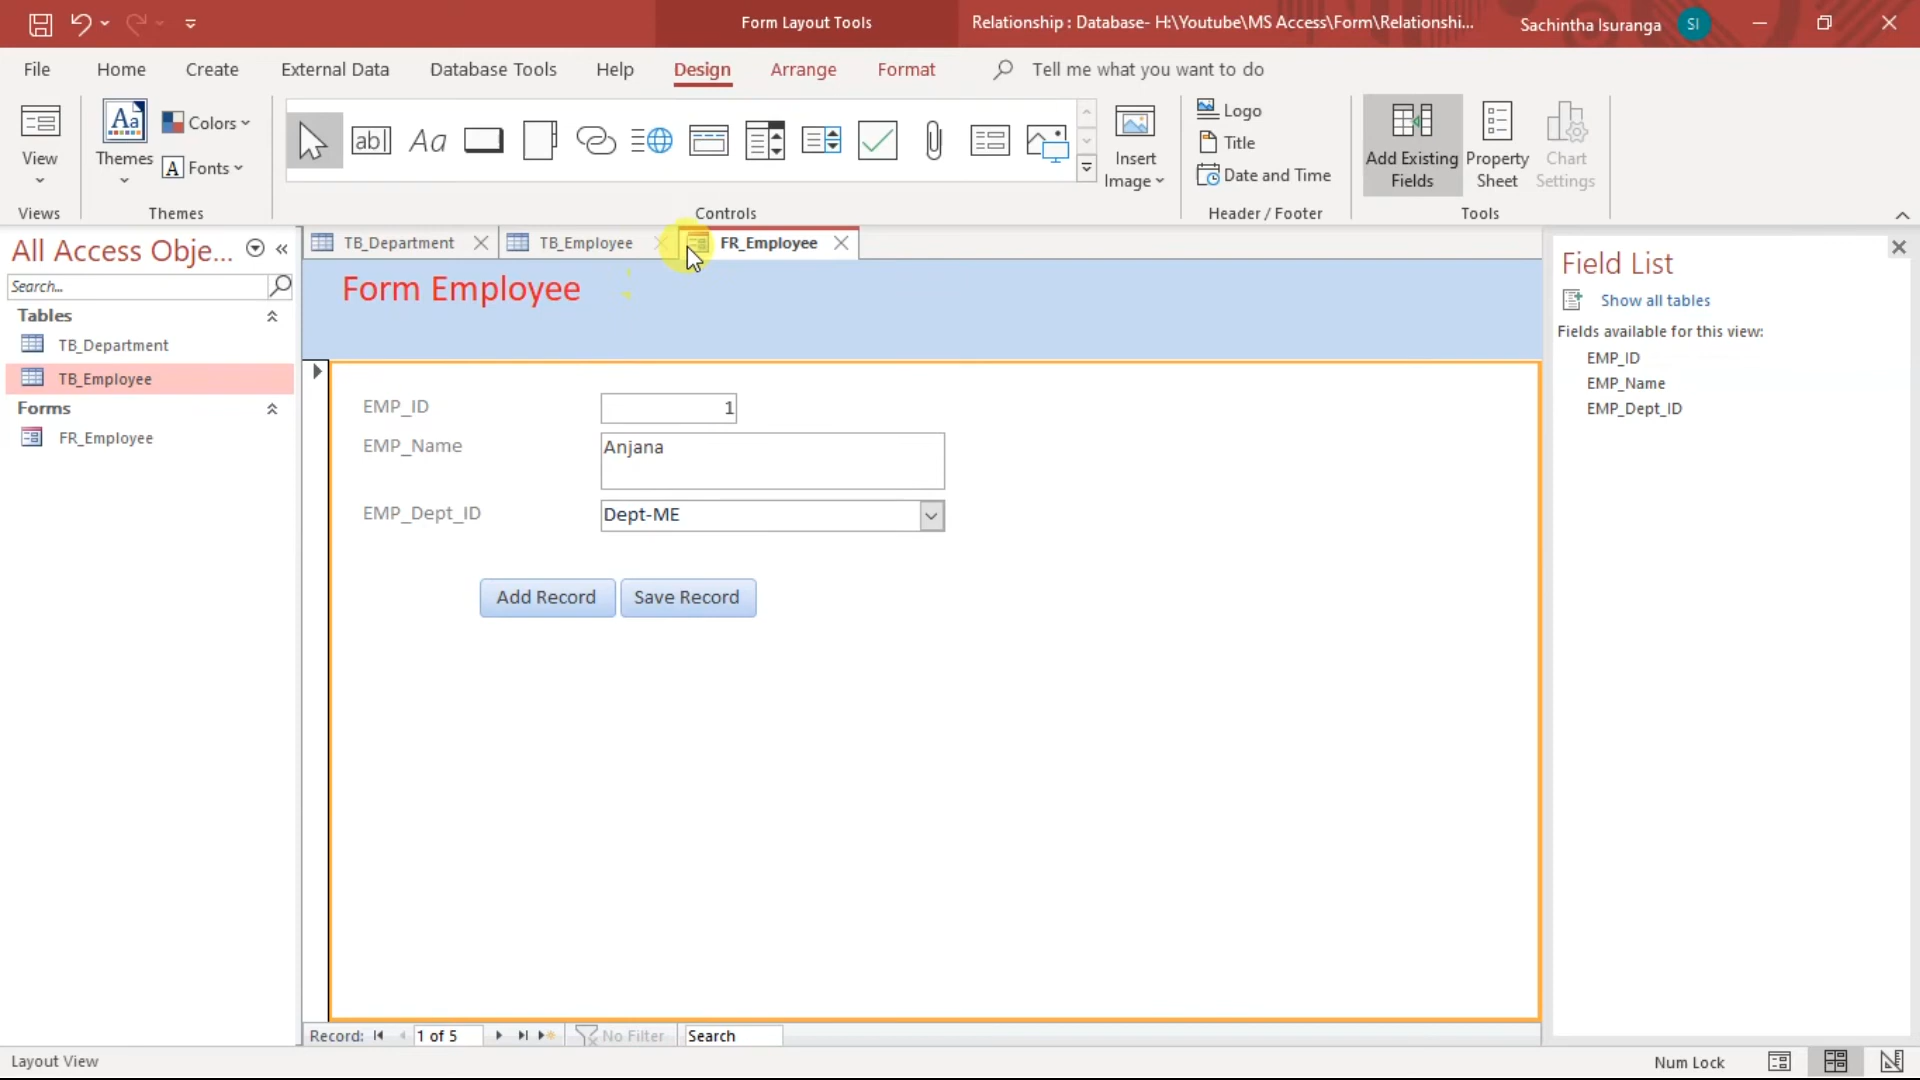 Form Layout Tools
Relationship : Database- H:\Youtube\MS Access\Form\Relationshi...
Sachintha Isuranga
SI
File
Home
Create
External Data
Database Tools
Help
Design
Arrange
Format
Tell me what you want to do
View
Views
Aa
Themes
Colors
A Fonts
Themes
ab|
Aa
Controls
Insert
Image
Logo
Title
Date and Time
Header / Footer
Add Existing
Fields
Property
Sheet
Chart
Settings
Tools
All Access Obje...
Search...
Tables
TB_Department
TB_Employee
Forms
FR_Employee
TB_Department
TB_Employee
FR_Employee
Form Employee
EMP_ID
1
EMP_Name
Anjana
EMP_Dept_ID
Dept-ME
Add Record
Save Record
Field List
Show all tables
Fields available for this view:
EMP_ID
EMP_Name
EMP_Dept_ID
Record:
1 of 5
No Filter
Search
Layout View
Num Lock